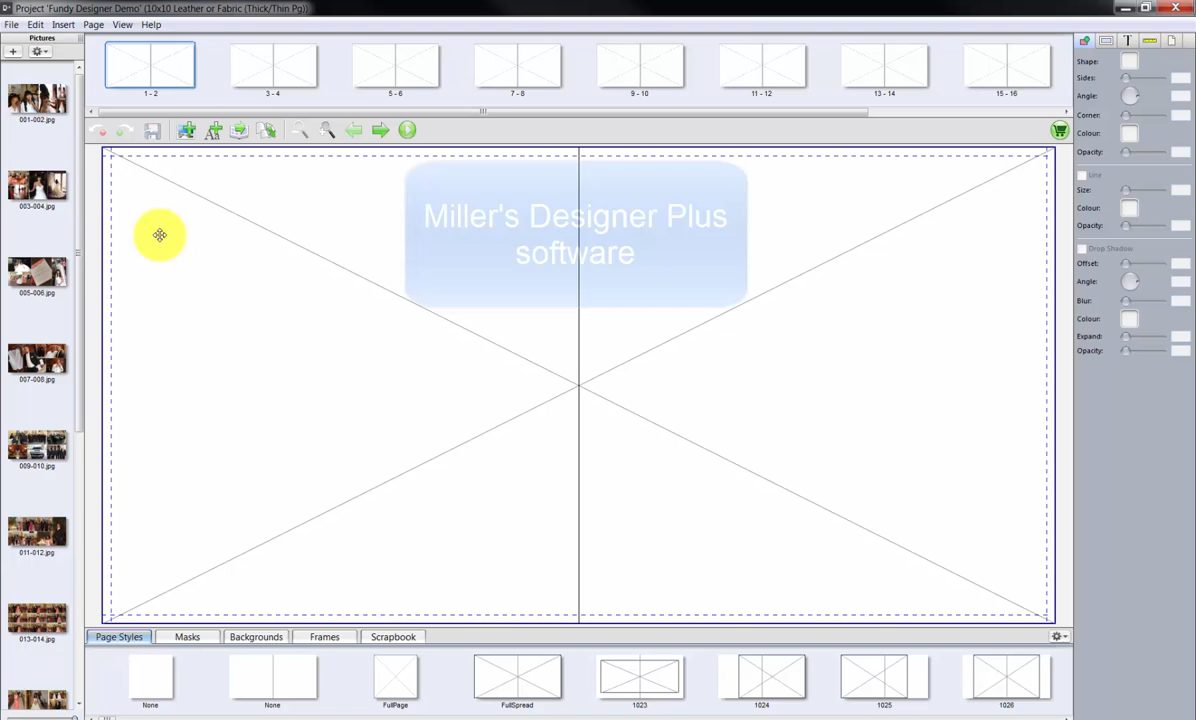 Project 'Fundy Designer Demo' (10x10 Leather or Fabric (Thick/Thin Pg))
File Edit Insert Page View Help
Pictures
001-002.jpg
003-004.jpg
005-006.jpg
007-008.jpg
009-010.jpg
011-012.jpg
013-014.jpg
1 - 2 3 - 4 5 - 6 7 - 8 9 - 10 11 - 12 13 - 14 15 - 16
Miller's Designer Plus
software
Page Styles Masks Backgrounds Frames Scrapbook
None None FullPage FullSpread 1023 1024 1025 1026
Shape:
Sides:
Angle:
Corner:
Colour:
Opacity:
Line
Size:
Colour:
Opacity:
Drop Shadow
Offset:
Angle:
Blur:
Colour:
Expand:
Opacity: